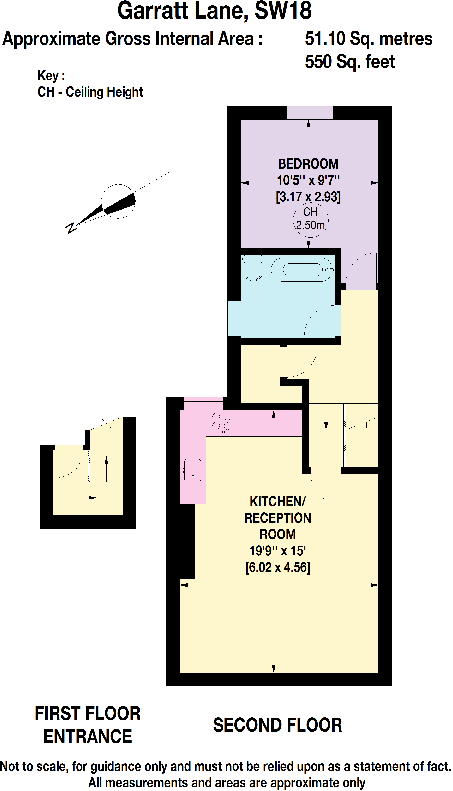 Garratt Lane, SW18
Approximate Gross Internal Area : 51.10 Sq. metres
550 Sq. feet
Key :
CH - Ceiling Height
BEDROOM
10'5" x 9'7"
[3.17 x 2.93]
CH
2.50m
N
KITCHEN/
RECEPTION
ROOM
19'9" x 15'
[6.02 x 4.56]
FIRST FLOOR
ENTRANCE
SECOND FLOOR
Not to scale, for guidance only and must not be relied upon as a statement of fact.
All measurements and areas are approximate only